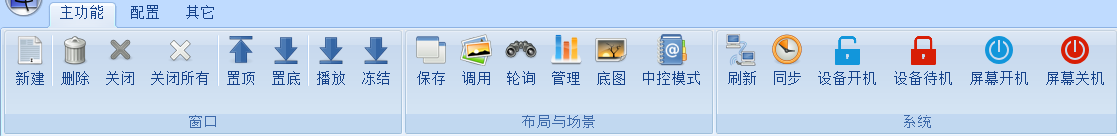 主功能 配置 其它
新建 删除 关闭 关闭所有 置顶 置底 播放 冻结 保存 调用 轮询 管理 底图 中控模式 刷新 同步 设备开机 设备待机 屏幕开机 屏幕关机
窗口 布局与场景 系统